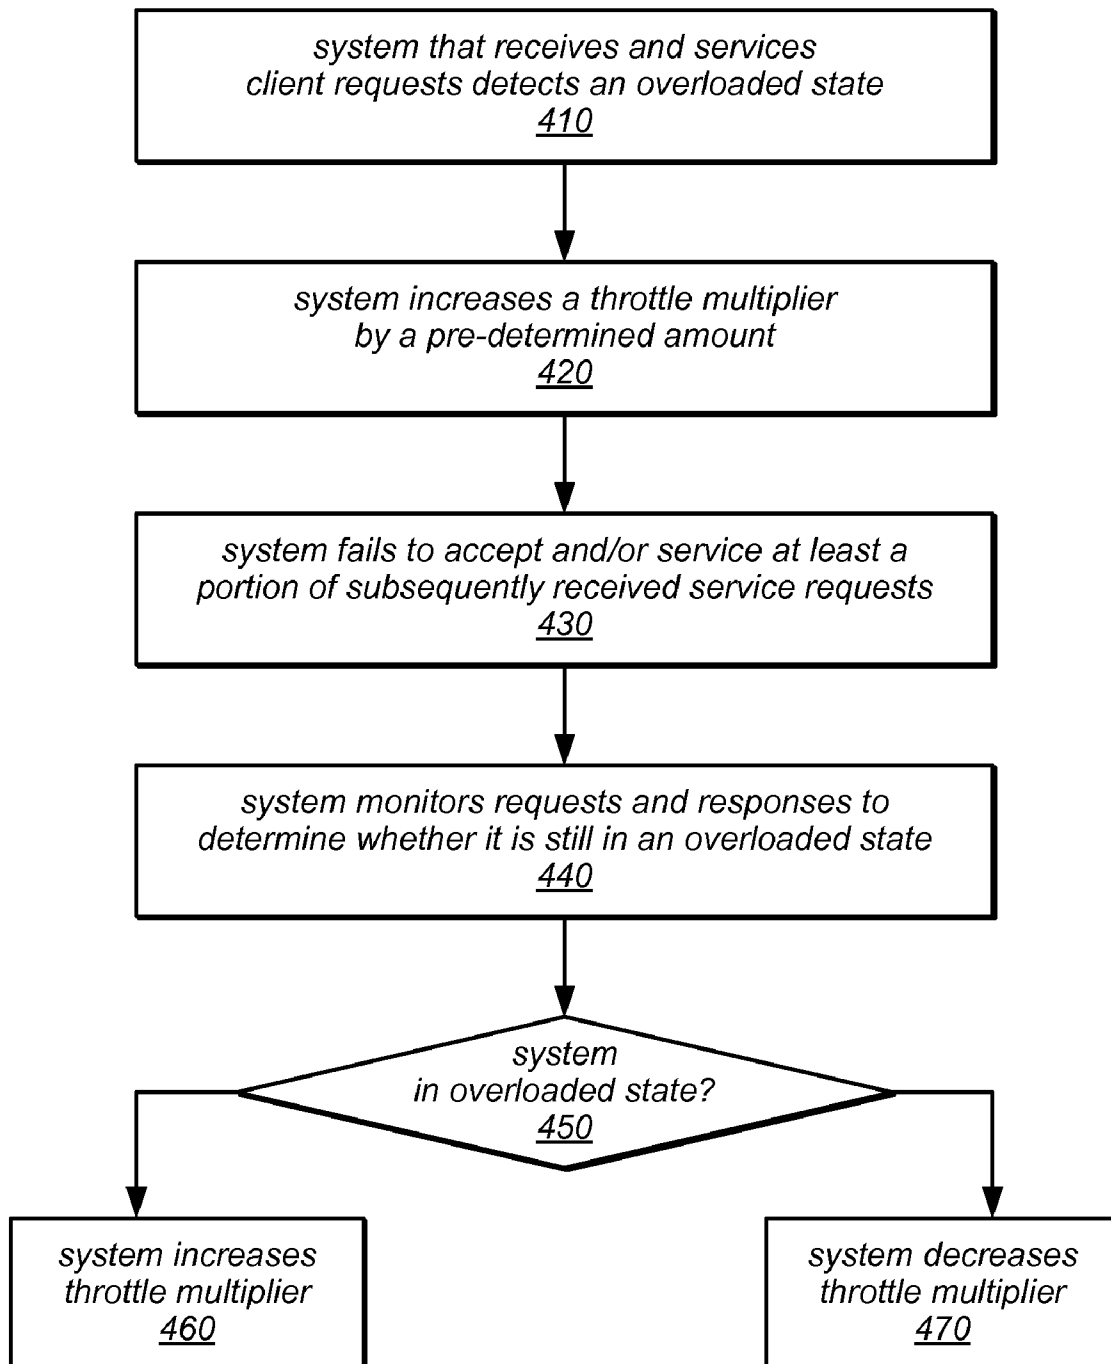 system that receives and services
client requests detects an overloaded state
410
system increases a throttle multiplier
by a pre-determined amount
420
system fails to accept and/or service at least a
portion of subsequently received service requests
430
system monitors requests and responses to
determine whether it is still in an overloaded state
440
system
in overloaded state?
450
system increases
throttle multiplier
460
system decreases
throttle multiplier
470